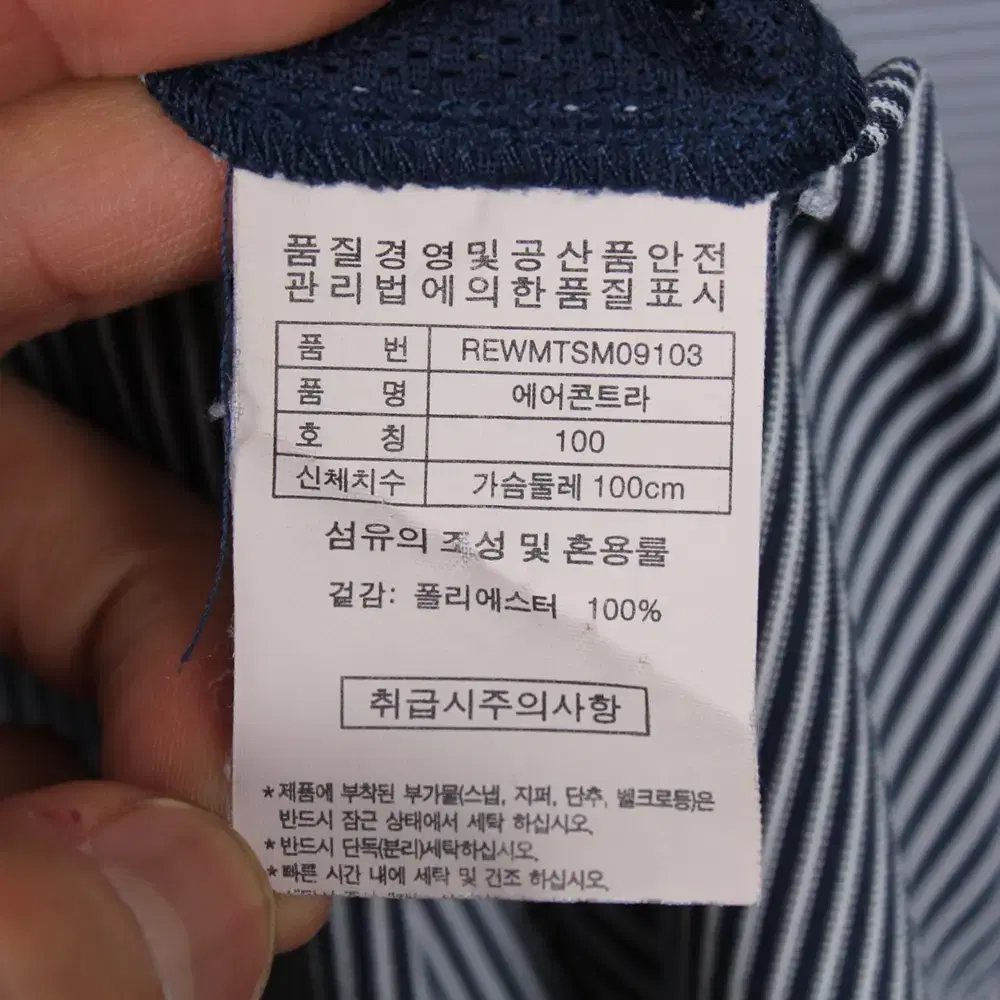 품질경영및공산품안전
관리법에의한품질표시
품 번 REWMTSM09103
품 명 에어콘트라
호 칭 100
신체치수 가슴둘레 100cm
섬유의 조성 및 혼용률
겉감: 폴리에스터 100%
취급시주의사항
*제품에 부착된 부가물(스냅, 지퍼, 단추, 벨크로등)은
반드시 잠근 상태에서 세탁 하십시오.
*반드시 단독(분리)세탁하십시오.
*빠른 시간 내에 세탁 및 건조 하십시오.